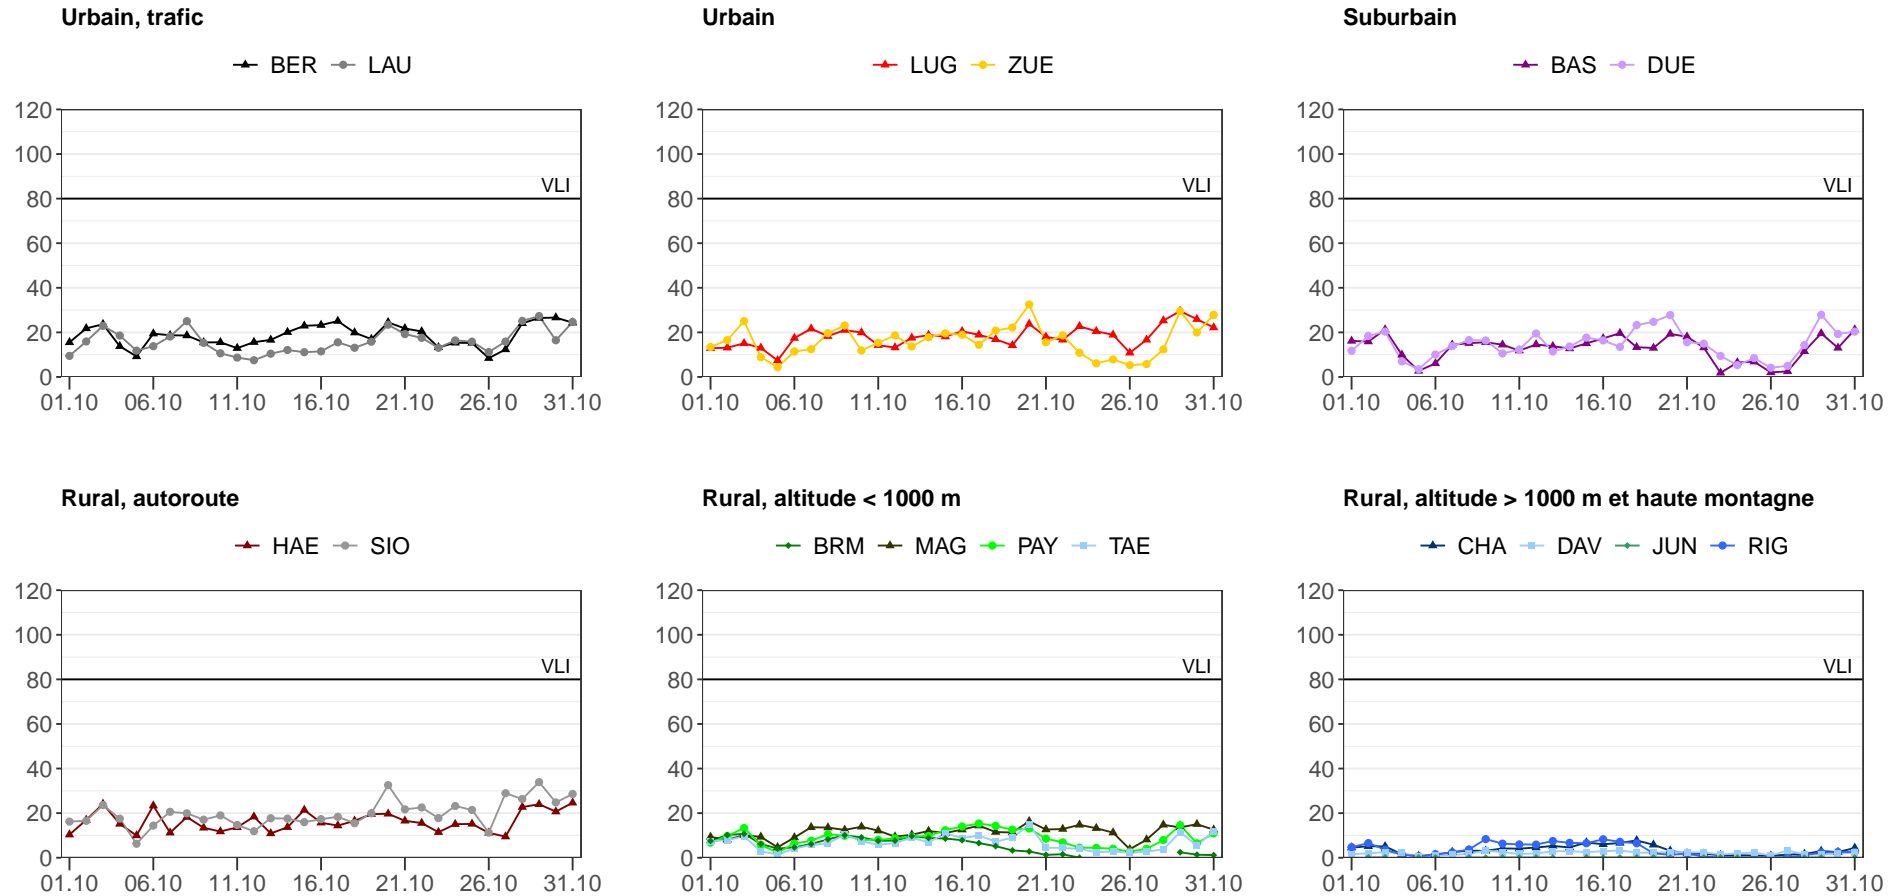 Urbain, trafic
BER LAU
120
100
80
60
40
20
0
VLI
01.10 06.10 11.10 16.10 21.10 26.10 31.10
Urbain
LUG ZUE
120
100
80
60
40
20
0
VLI
01.10 06.10 11.10 16.10 21.10 26.10 31.10
Suburbain
BAS DUE
120
100
80
60
40
20
0
VLI
01.10 06.10 11.10 16.10 21.10 26.10 31.10
Rural, autoroute
HAE SIO
120
100
80
60
40
20
0
VLI
01.10 06.10 11.10 16.10 21.10 26.10 31.10
Rural, altitude < 1000 m
BRM MAG PAY TAE
120
100
80
60
40
20
0
VLI
01.10 06.10 11.10 16.10 21.10 26.10 31.10
Rural, altitude > 1000 m et haute montagne
CHA DAV JUN RIG
120
100
80
60
40
20
0
VLI
01.10 06.10 11.10 16.10 21.10 26.10 31.10